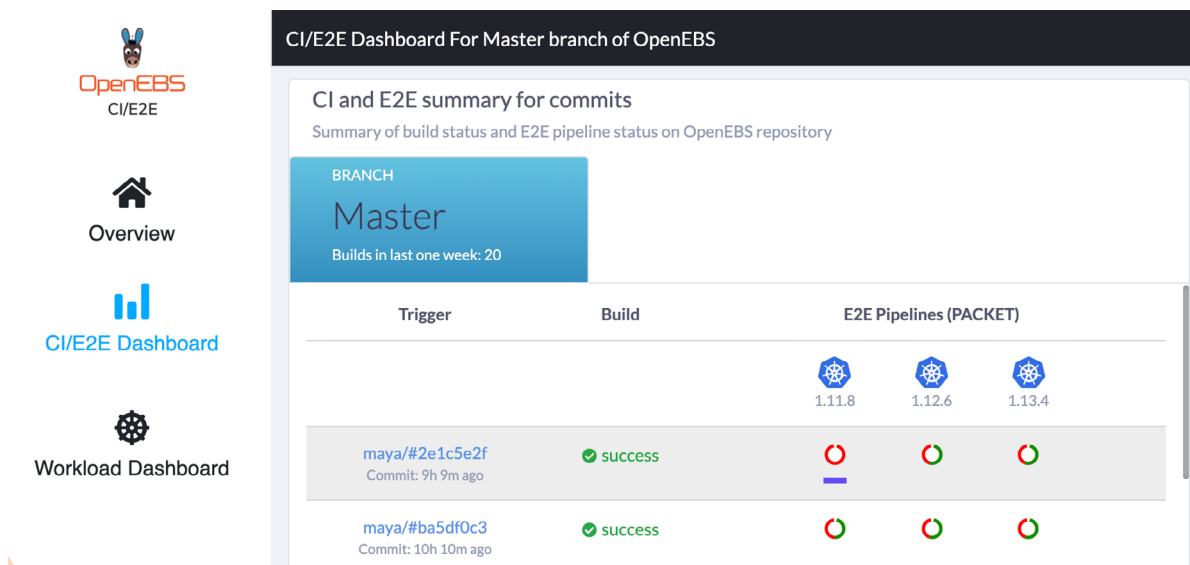 OpenEBS
CI/E2E
Overview
CI/E2E Dashboard
Workload Dashboard
CI/E2E Dashboard For Master branch of OpenEBS
CI and E2E summary for commits
Summary of build status and E2E pipeline status on OpenEBS repository
BRANCH
Master
Builds in last one week: 20
Trigger Build E2E Pipelines (PACKET)
1.11.8 1.12.6 1.13.4
maya/#2e1c5e2f success
Commit: 9h 9m ago
maya/#ba5df0c3 success
Commit: 10h 10m ago